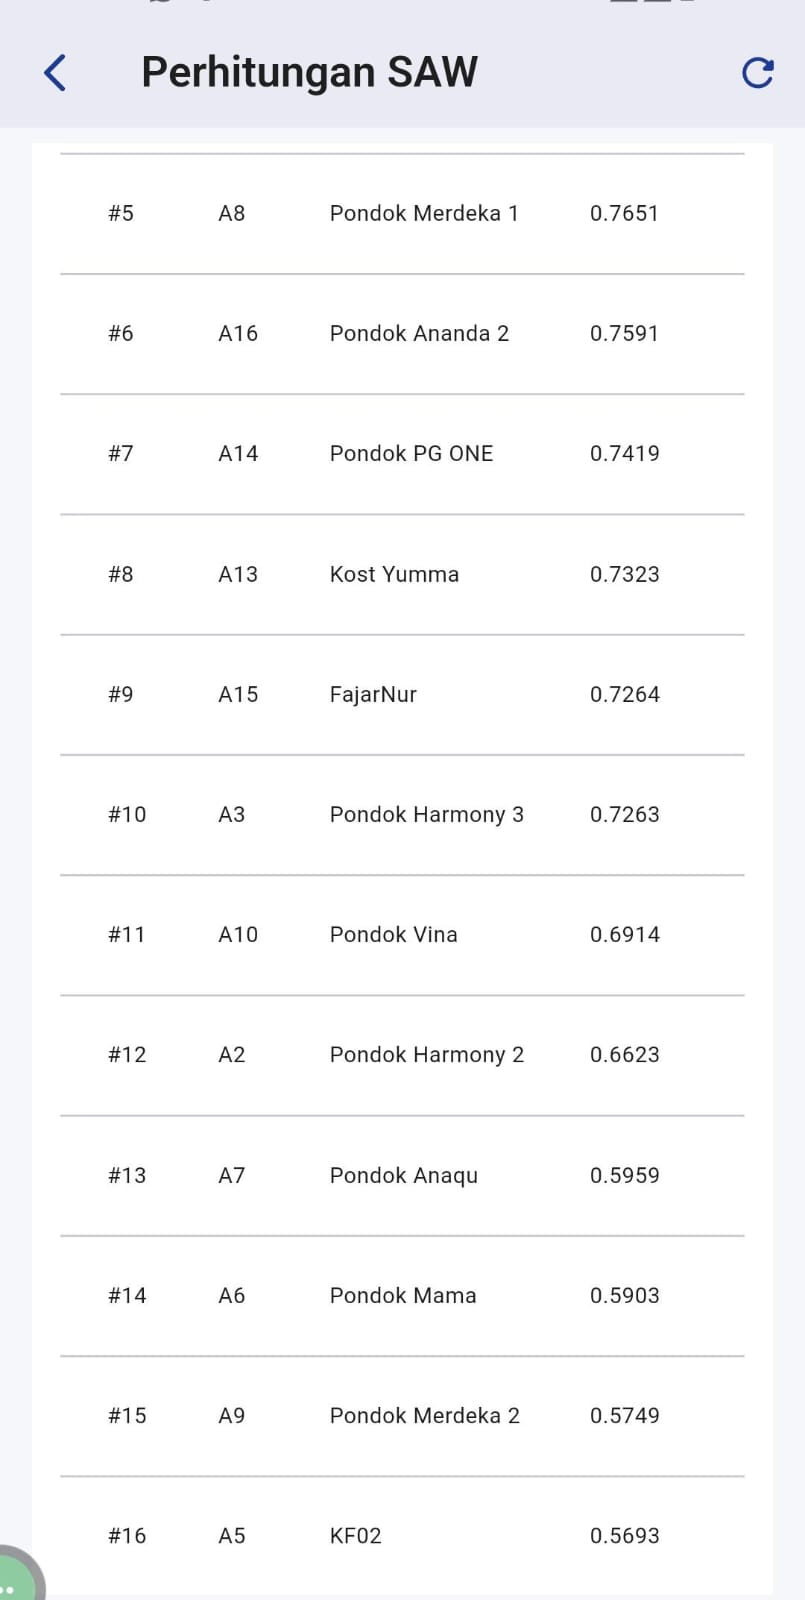 Perhitungan SAW
#5 A8 Pondok Merdeka 1 0.7651
#6 A16 Pondok Ananda 2 0.7591
#7 A14 Pondok PG ONE 0.7419
#8 A13 Kost Yumma 0.7323
#9 A15 FajarNur 0.7264
#10 A3 Pondok Harmony 3 0.7263
#11 A10 Pondok Vina 0.6914
#12 A2 Pondok Harmony 2 0.6623
#13 A7 Pondok Anaqu 0.5959
#14 A6 Pondok Mama 0.5903
#15 A9 Pondok Merdeka 2 0.5749
#16 A5 KF02 0.5693